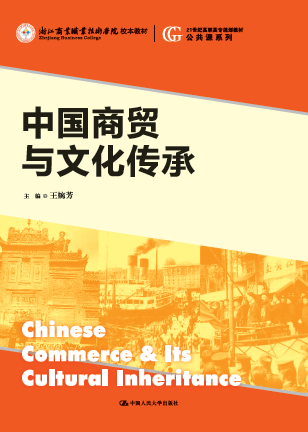 浙江商业职业技术学院 校本教材
Zhejiang Business College
21世纪高职高专规划教材
公共课系列
中国商贸
与文化传承
主 编 ◎ 王婉芳
Chinese
Commerce & Its
Cultural Inheritance
中国人民大学出版社